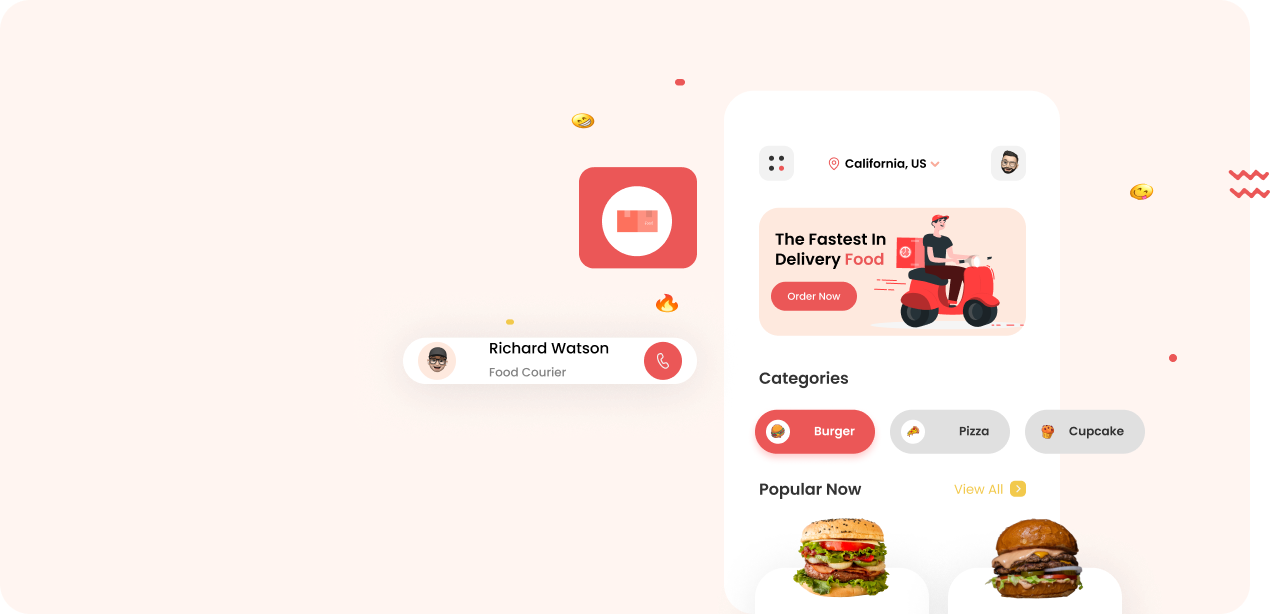 California, US
The Fastest In
Delivery Food
Order Now
Richard Watson
Food Courier
Categories
Burger
Pizza
Cupcake
Popular Now
View All